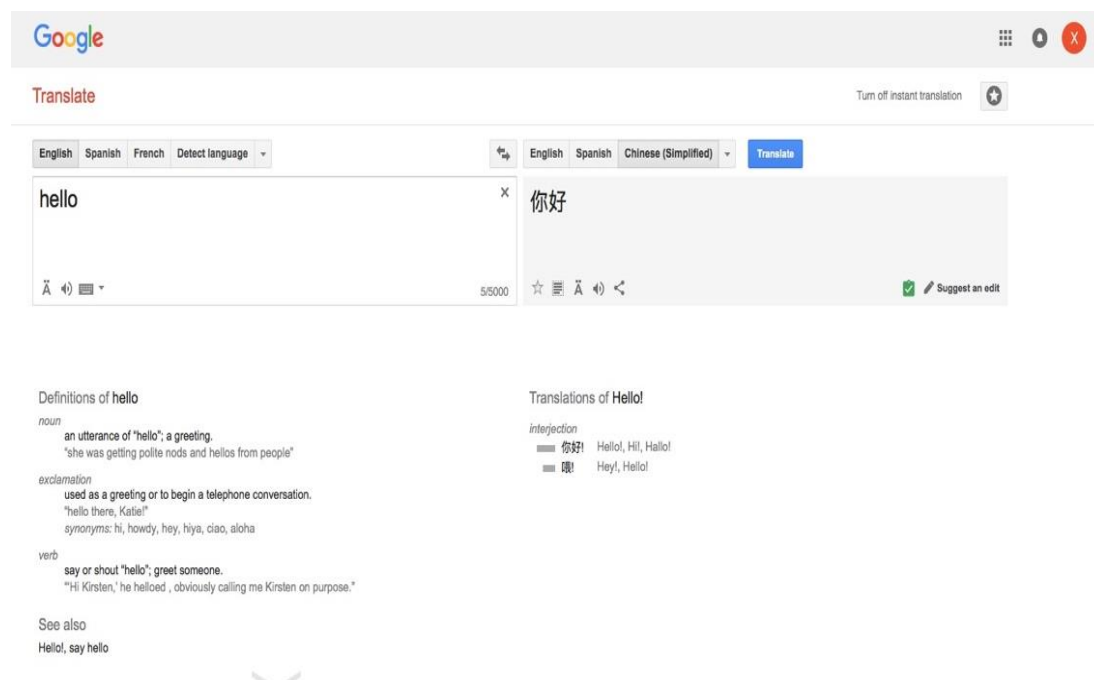 Google
X
Translate
Turn off instant translation
English Spanish French Detect language
English Spanish Chinese (Simplified) Translate
hello
x
你好
Ä
5/5000
Ä
Suggest an edit
Definitions of hello
noun
an utterance of “hello”; a greeting.
“she was getting polite nods and hellos from people”
exclamation
used as a greeting or to begin a telephone conversation.
“hello there, Katie!”
synonyms: hi, howdy, hey, hiya, ciao, aloha
verb
say or shout “hello”; greet someone.
“‘Hi Kirsten,’ he helloed , obviously calling me Kirsten on purpose.”
See also
Hello!, say hello
Translations of Hello!
interjection
你好! Hello!, Hi!, Hallo!
喂! Hey!, Hello!